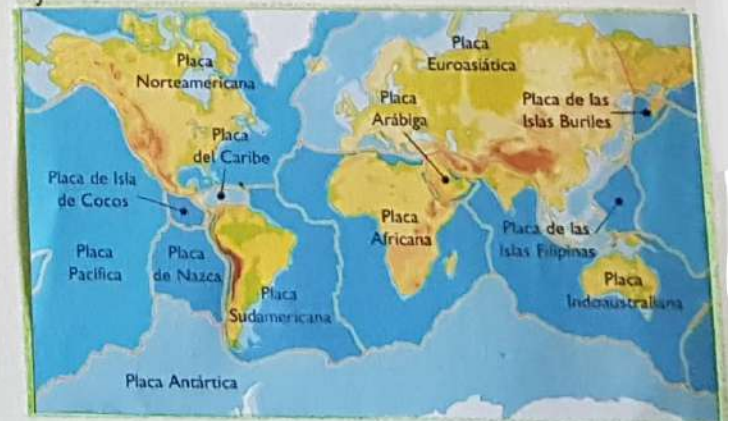 Placa
Norteamericana
Placa
Euroasiática
Placa
Arábiga
Placa de las
Islas Buriles
Placa
del Caribe
Placa de Isla
de Cocos
Placa
Africana
Placa de las
Islas Filipinas
Placa
Pacífica
Placa
de Nazca
Placa
Sudamericana
Placa
Indoaustraliana
Placa Antártica